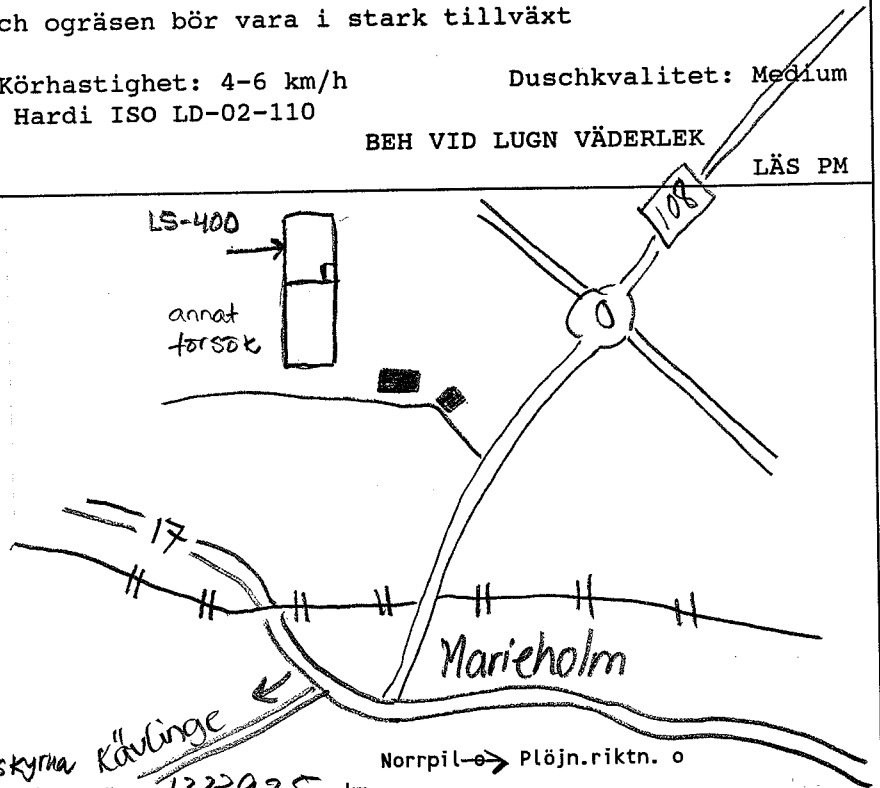 ch ogräsen bör vara i stark tillväxt
Körhastighet: 4-6 km/h Duschkvalitet: Medium
Hardi ISO LD-02-110
BEH VID LUGN VÄDERLEK
LÄS PM
108
LS-400
annat
försök
17
Marieholm
Kävlinge
Norrpil Plöjn.riktn. o